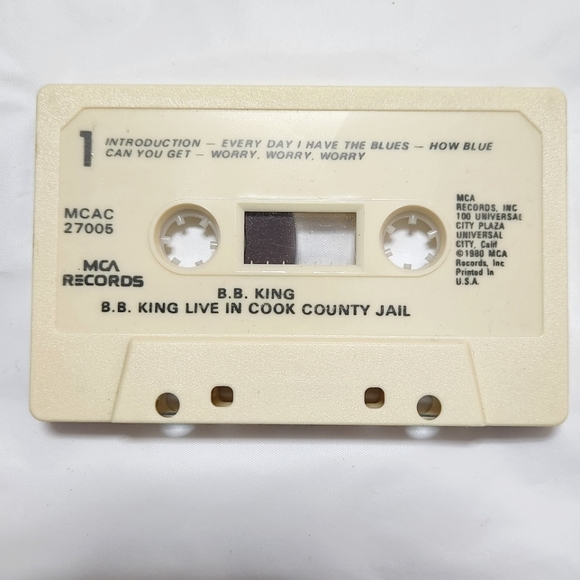 1
INTRODUCTION — EVERY DAY I HAVE THE BLUES — HOW BLUE
CAN YOU GET — WORRY, WORRY, WORRY
MCAC
27005
MCA
RECORDS
MCA
RECORDS, INC
100 UNIVERSAL
CITY PLAZA
UNIVERSAL
CITY, Calif
©1980 MCA
Records, Inc
Printed in
U.S.A.
B.B. KING
B.B. KING LIVE IN COOK COUNTY JAIL